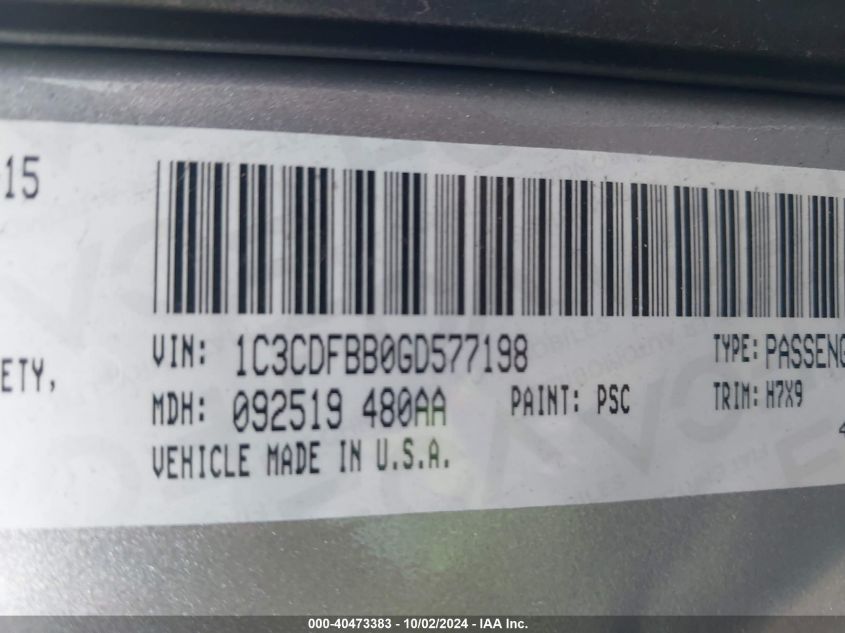 15
VIN: 1C3CDFBB0GD577198
TYPE: PASSENG
ETY,
MDH: 092519 480AA
PAINT: PSC
TRIM: H7X9
4
VEHICLE MADE IN U.S.A.
000-40473383 - 10/02/2024 - IAA Inc.